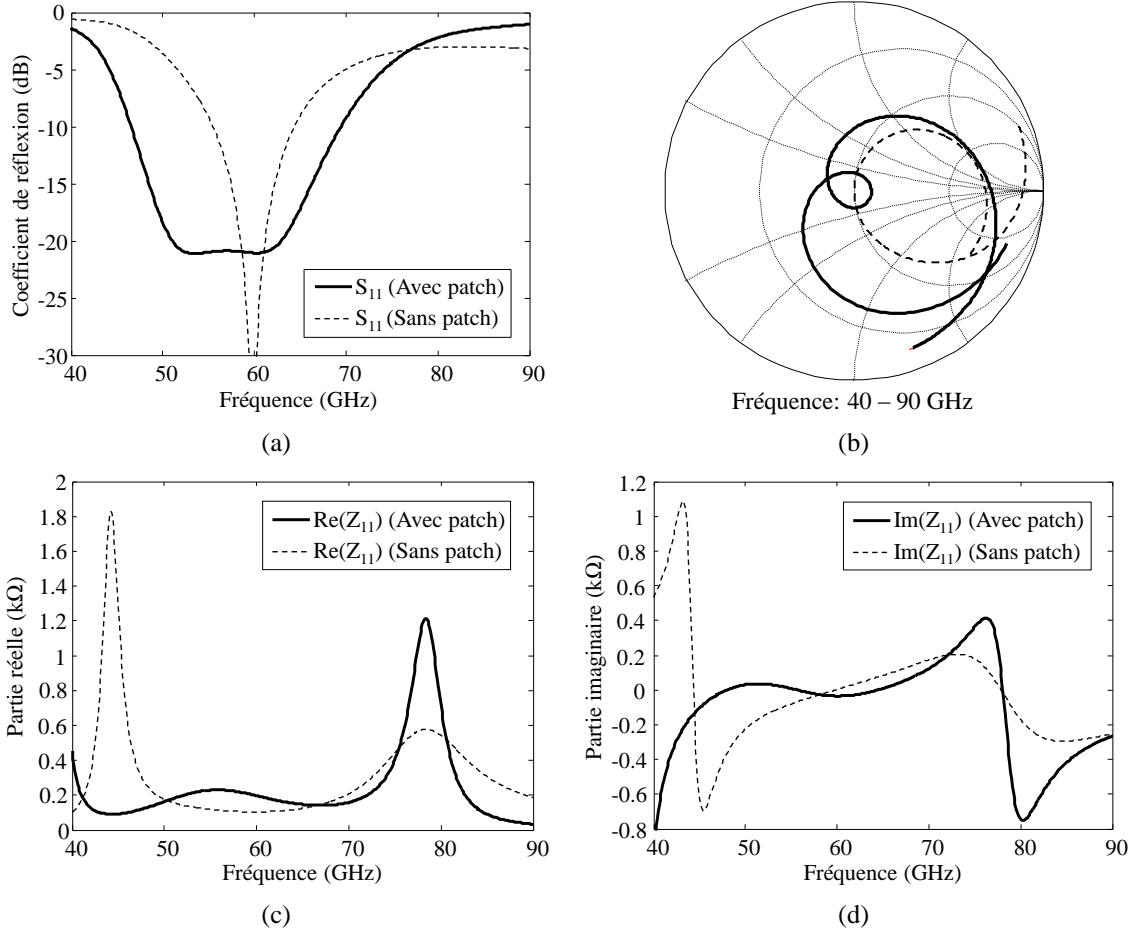 0
-5
-10
-15
-20
-25
-30
Coefficient de réflexion (dB)
S11 (Avec patch)
S11 (Sans patch)
40 50 60 70 80 90
Fréquence (GHz)
(a)
Fréquence: 40 – 90 GHz
(b)
2
1.8
1.6
1.4
1.2
1
0.8
0.6
0.4
0.2
0
Partie réelle (kΩ)
Re(Z11) (Avec patch)
Re(Z11) (Sans patch)
40 50 60 70 80 90
Fréquence (GHz)
(c)
1.2
1
0.8
0.6
0.4
0.2
0
-0.2
-0.4
-0.6
-0.8
Partie imaginaire (kΩ)
Im(Z11) (Avec patch)
Im(Z11) (Sans patch)
40 50 60 70 80 90
Fréquence (GHz)
(d)